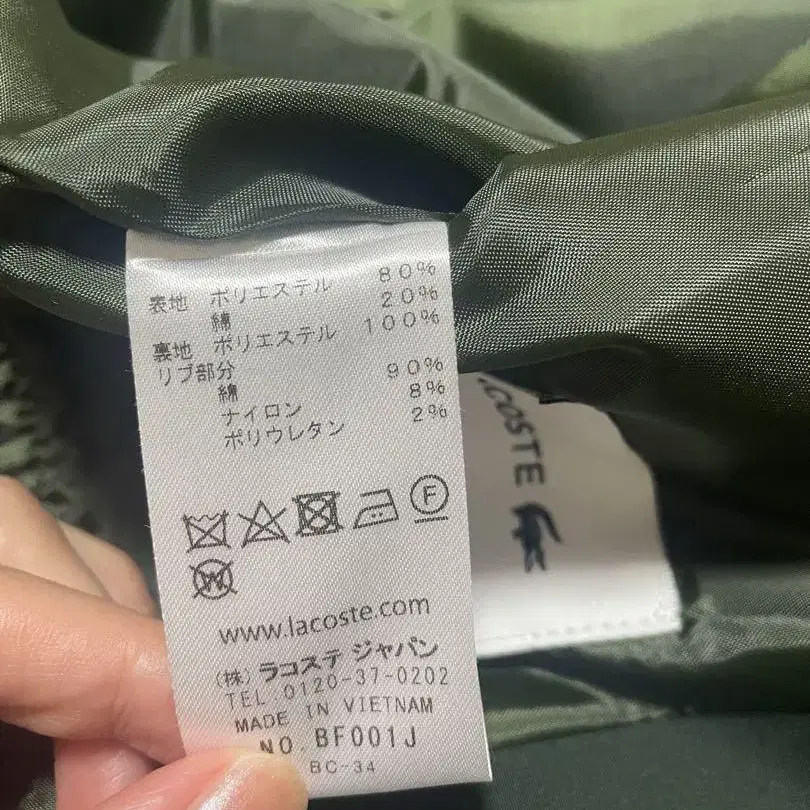 表地 ポリエステル 80%
綿 20%
裏地 ポリエステル 100%
リブ部分
綿 90%
ナイロン 8%
ポリウレタン 2%
F
W
www.lacoste.com
(株) ラコステ ジャパン
TEL 0120-37-0202
MADE IN VIETNAM
NO. BF001J
BC-34
LACOSTE